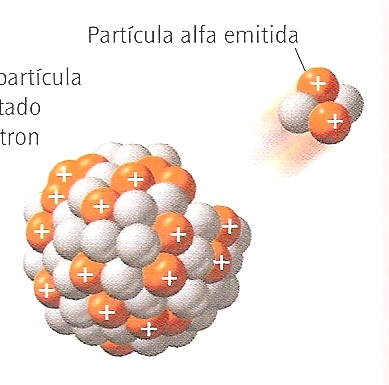 Partícula alfa emitida
partícula
tado
tron